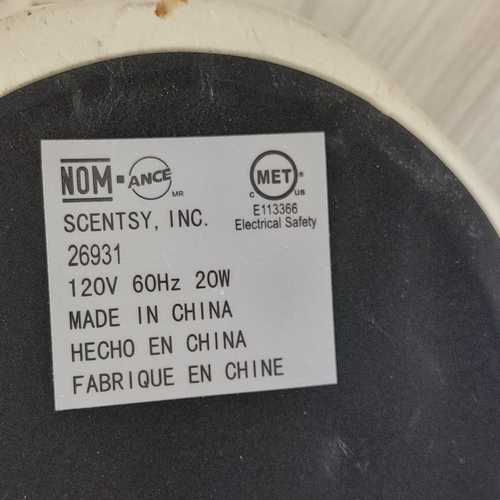 NOM-ANCE MR
MET® C US
E113366
Electrical Safety
SCENTSY, INC.
26931
120V 60Hz 20W
MADE IN CHINA
HECHO EN CHINA
FABRIQUE EN CHINE